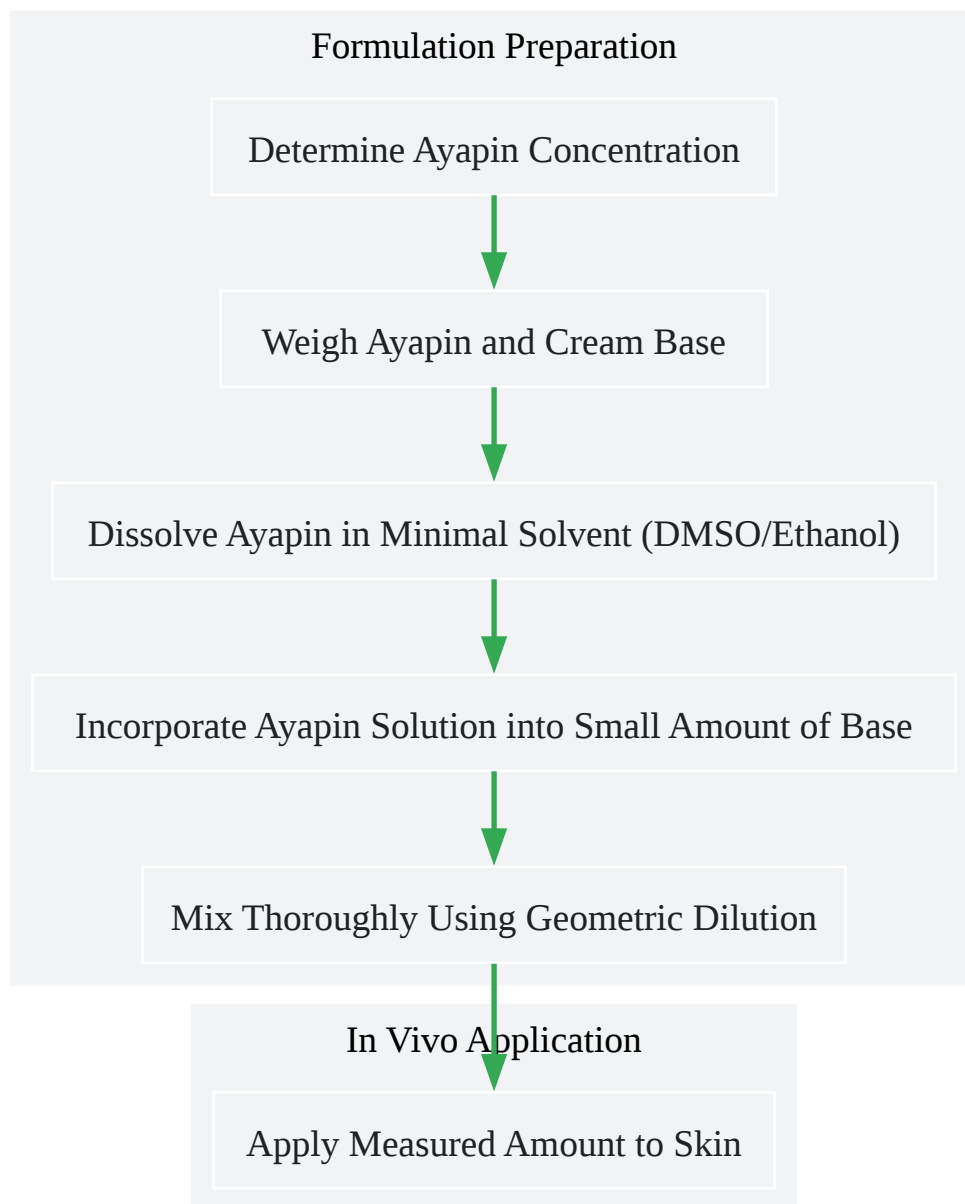 Formulation Preparation
Determine Ayapin Concentration
Weigh Ayapin and Cream Base
Dissolve Ayapin in Minimal Solvent (DMSO/Ethanol)
Incorporate Ayapin Solution into Small Amount of Base
Mix Thoroughly Using Geometric Dilution
In Vivo Application
Apply Measured Amount to Skin